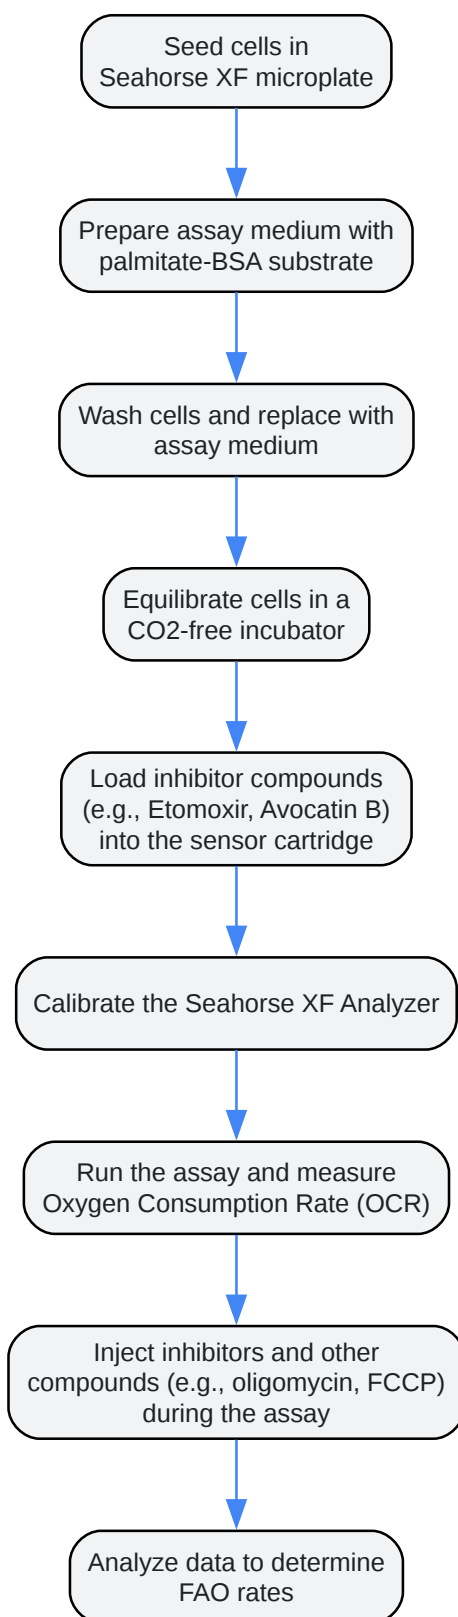 Seed cells in
Seahorse XF microplate
Prepare assay medium with
palmitate-BSA substrate
Wash cells and replace with
assay medium
Equilibrate cells in a
CO2-free incubator
Load inhibitor compounds
(e.g., Etomoxir, Avocatin B)
into the sensor cartridge
Calibrate the Seahorse XF Analyzer
Run the assay and measure
Oxygen Consumption Rate (OCR)
Inject inhibitors and other
compounds (e.g., oligomycin, FCCP)
during the assay
Analyze data to determine
FAO rates